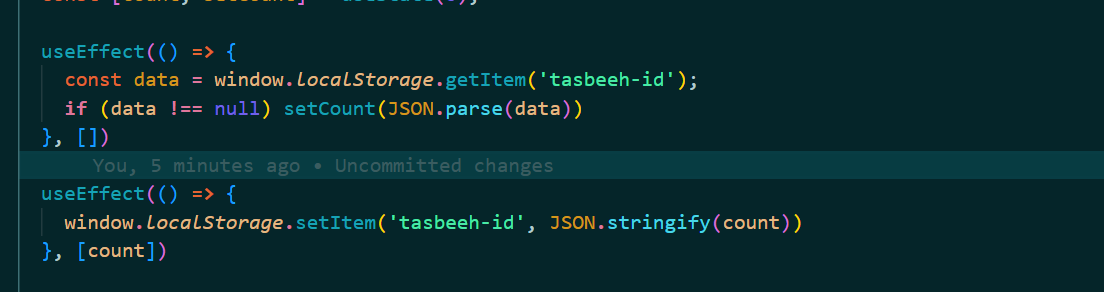 useEffect(() => {
const data = window.localStorage.getItem('tasbeeh-id');
if (data !== null) setCount(JSON.parse(data))
}, [])
You, 5 minutes ago • Uncommitted changes
useEffect(() => {
window.localStorage.setItem('tasbeeh-id', JSON.stringify(count))
}, [count])